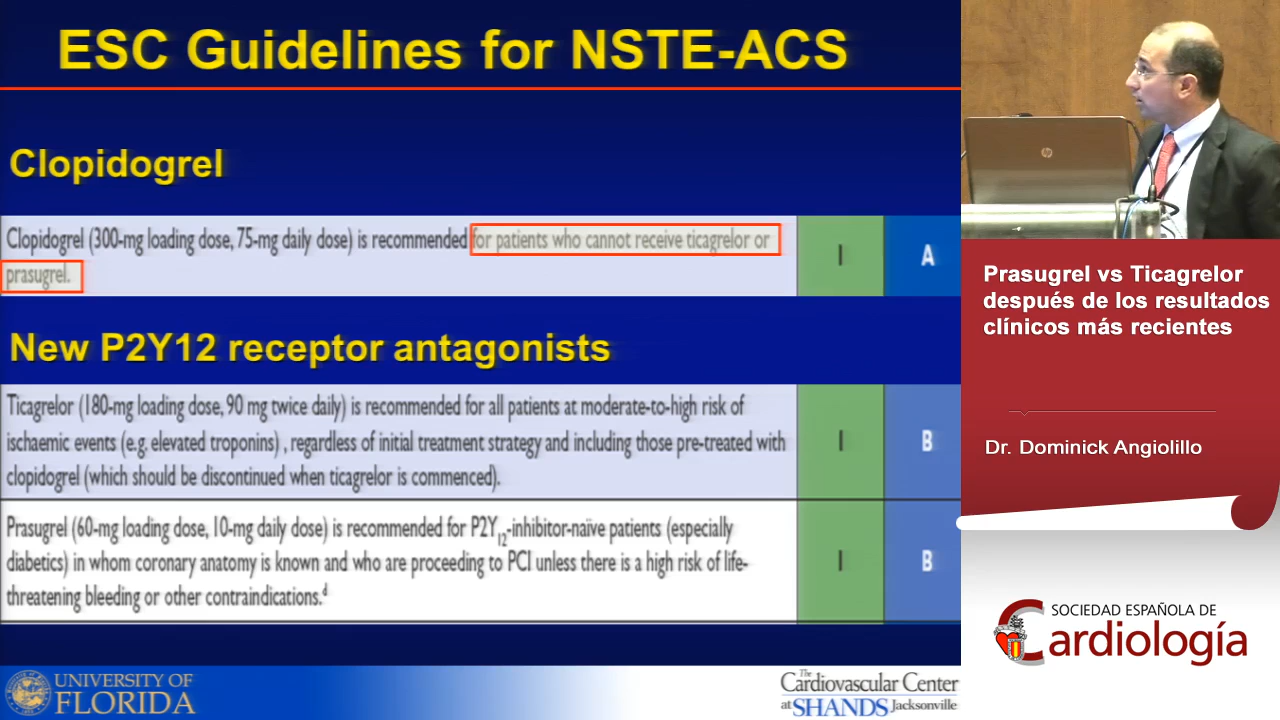 ESC Guidelines for NSTE-ACS
Clopidogrel
Clopidogrel (300-mg loading dose, 75-mg daily dose) is recommended for patients who cannot receive ticagrelor or
prasugrel.
I
A
New P2Y12 receptor antagonists
Ticagrelor (180-mg loading dose, 90 mg twice daily) is recommended for all patients at moderate-to-high risk of
ischaemic events (e.g. elevated troponins) , regardless of initial treatment strategy and including those pre-treated with
clopidogrel (which should be discontinued when ticagrelor is commenced).
I
B
Prasugrel (60-mg loading dose, 10-mg daily dose) is recommended for P2Y12-inhibitor-naïve patients (especially
diabetics) in whom coronary anatomy is known and who are proceeding to PCI unless there is a high risk of life-
threatening bleeding or other contraindications.d
I
B
UNIVERSITY OF
FLORIDA
The
Cardiovascular Center
at SHANDS Jacksonville
hp
Prasugrel vs Ticagrelor
después de los resultados
clínicos más recientes
Dr. Dominick Angiolillo
SOCIEDAD ESPAÑOLA DE
Cardiología